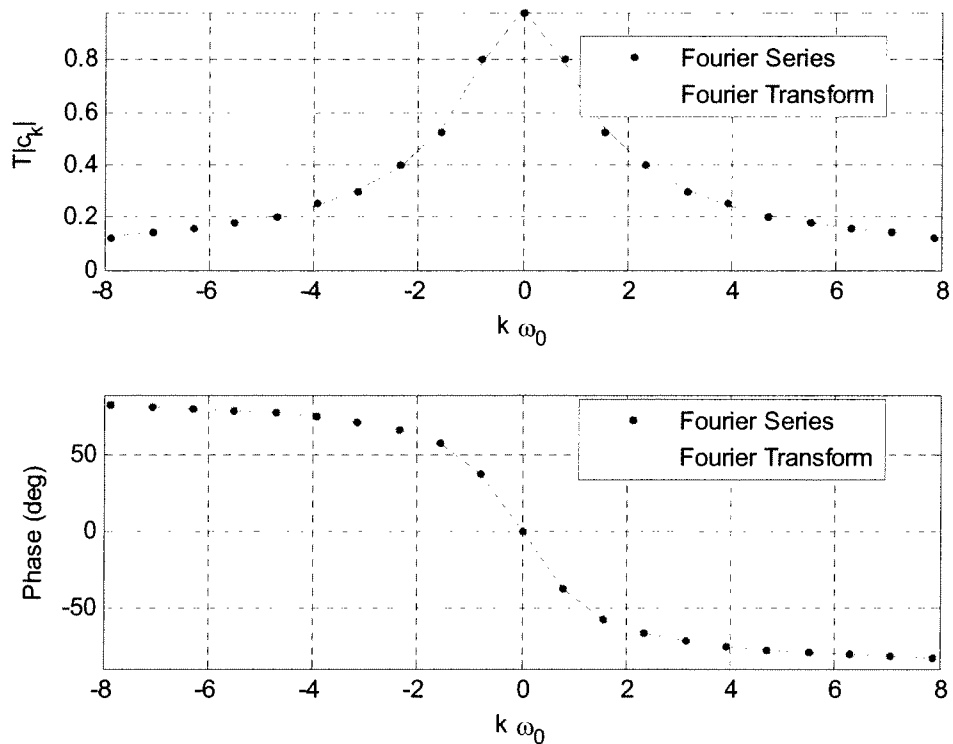 0.8
0.6
0.4
0.2
0
T|c_k|
-8 -6 -4 -2 0 2 4 6 8
k ω_0
Fourier Series
Fourier Transform
50
0
-50
Phase (deg)
-8 -6 -4 -2 0 2 4 6 8
k ω_0
Fourier Series
Fourier Transform